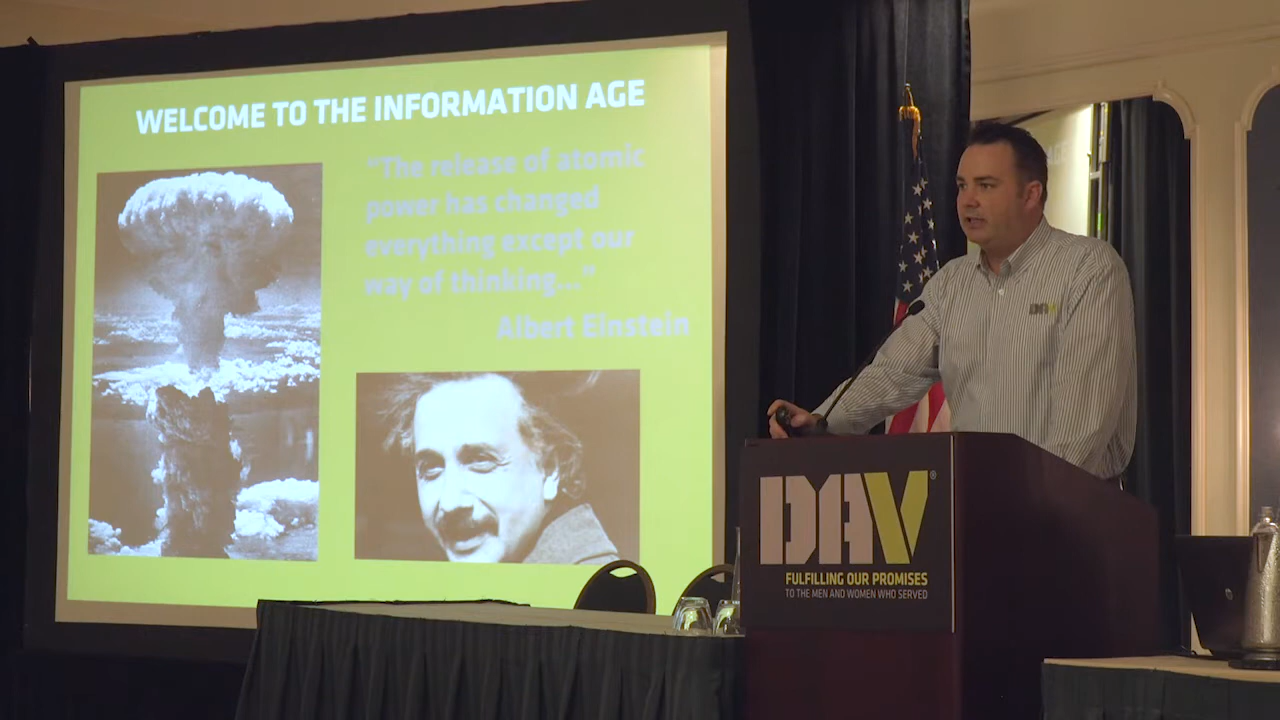 WELCOME TO THE INFORMATION AGE
"The release of atomic
power has changed
everything except our
way of thinking..."
Albert Einstein
DAV
DAV®
FULFILLING OUR PROMISES
TO THE MEN AND WOMEN WHO SERVED